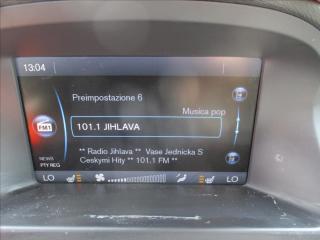 13:04
Preimpostazione 6
Musica pop
FM1
101.1 JIHLAVA
NEWS
PTY REG
** Radio Jihlava ** Vase Jednicka S
Ceskymi Hity ** 101.1 FM **
LO
LO